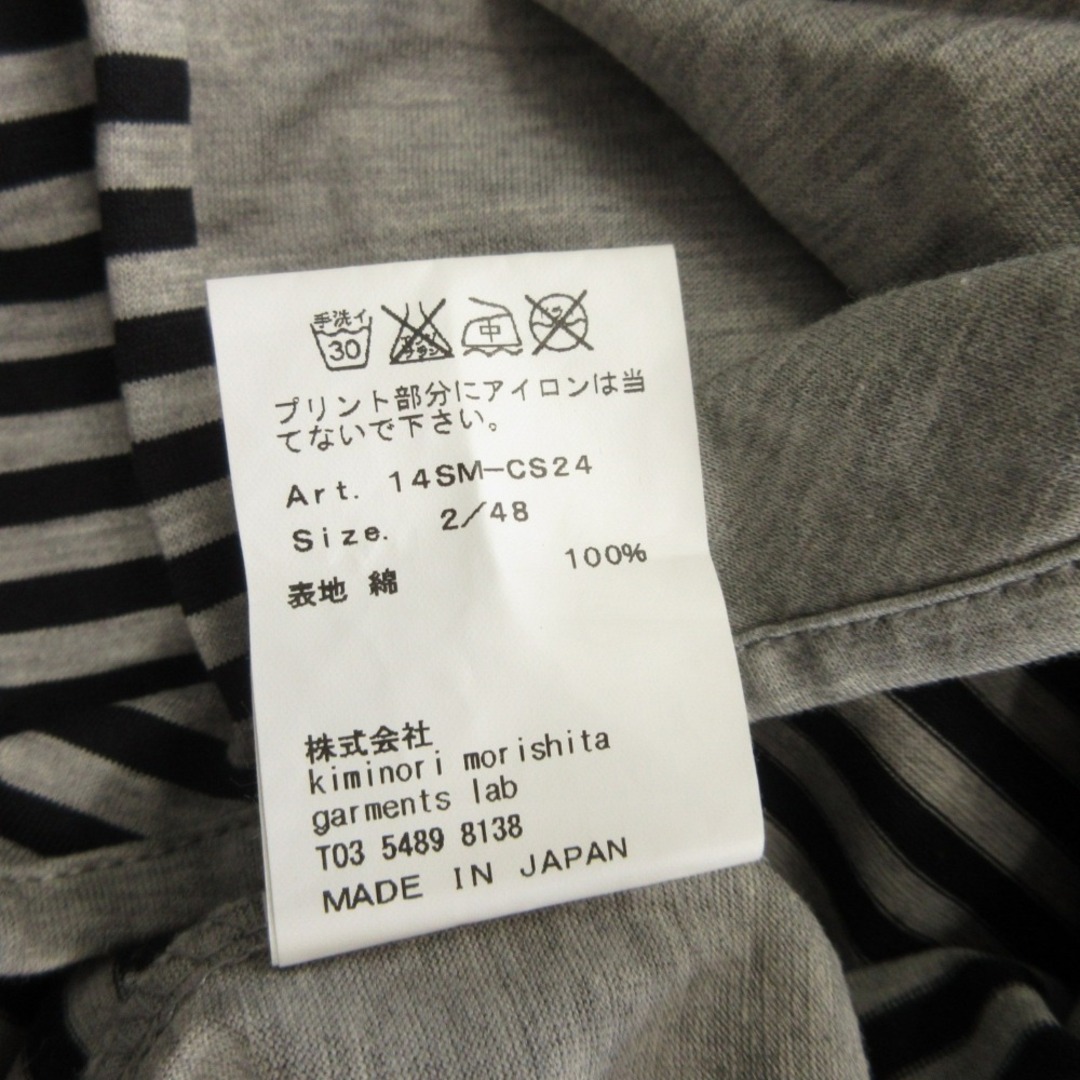 手洗イ
30
中
プリント部分にアイロンは当
てないで下さい。
Art. 14SM-CS24
Size. 2/48
表地 綿 100%
株式会社
kiminori morishita
garments lab
T03 5489 8138
MADE IN JAPAN